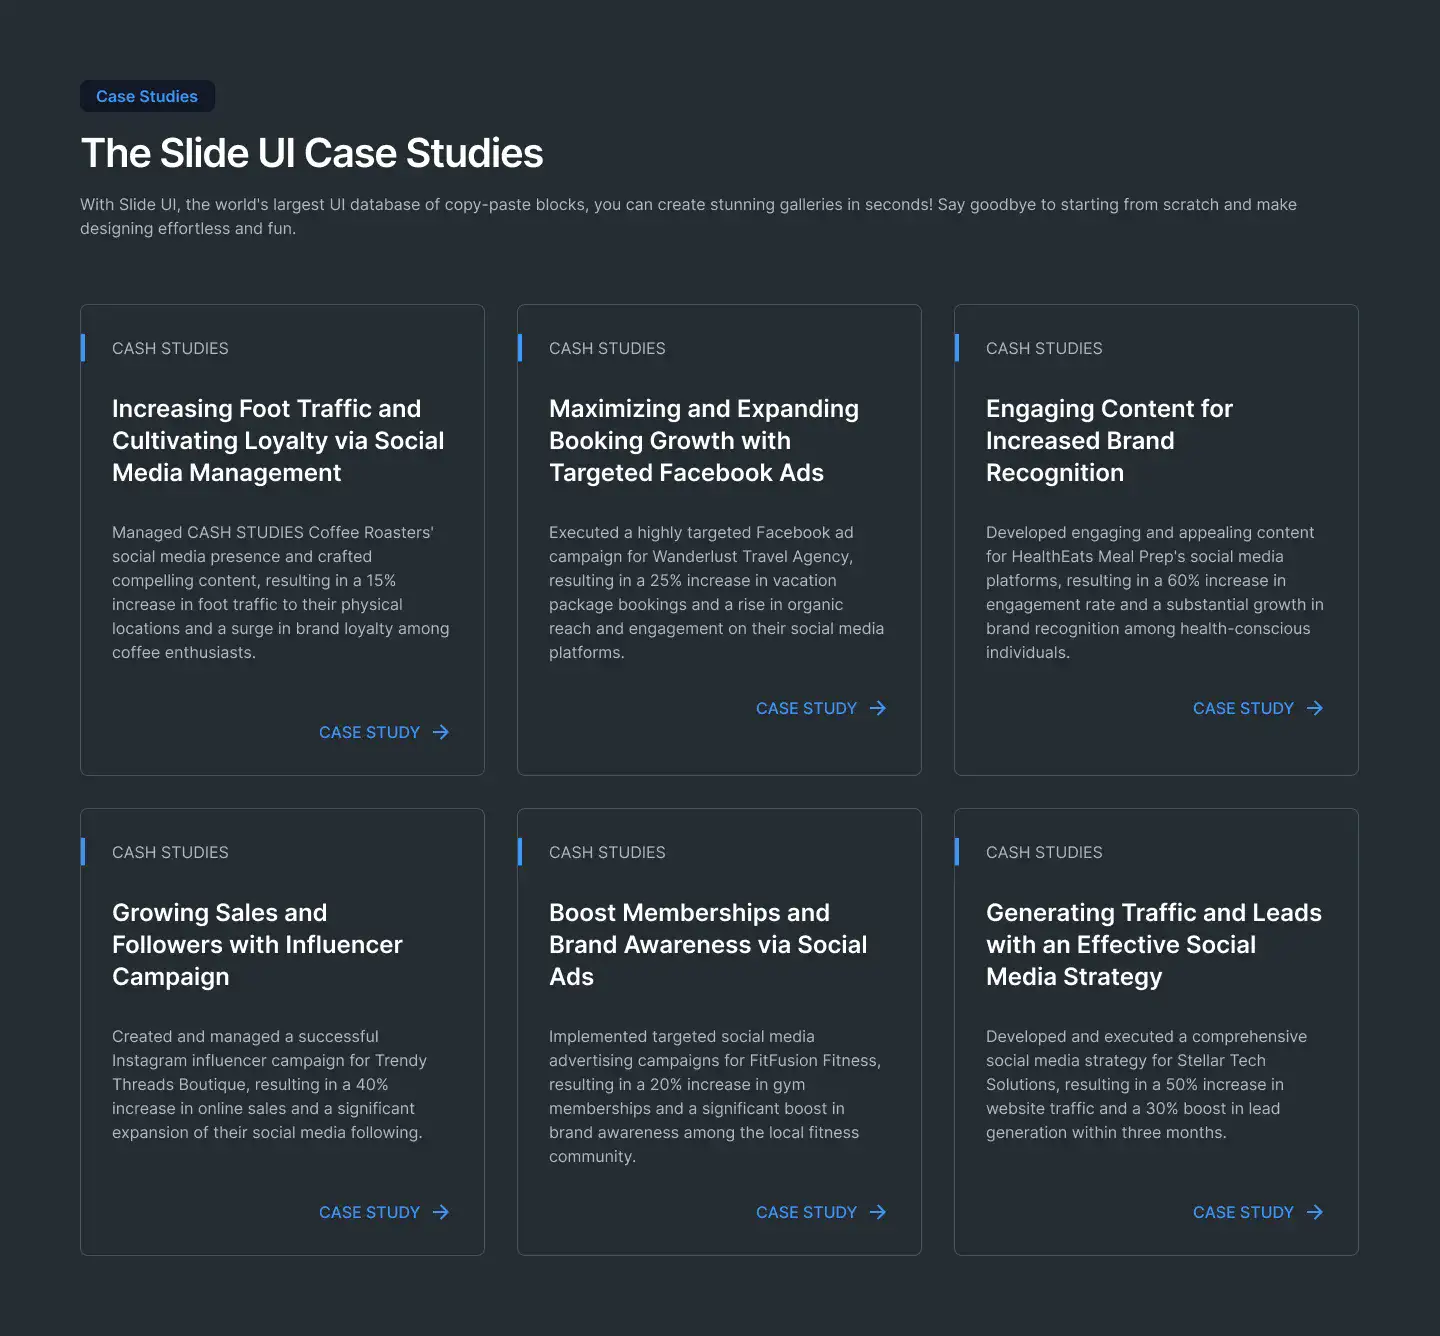 Case Studies
The Slide UI Case Studies
With Slide UI, the world's largest UI database of copy-paste blocks, you can create stunning galleries in seconds! Say goodbye to starting from scratch and make
designing effortless and fun.
CASH STUDIES
Increasing Foot Traffic and
Cultivating Loyalty via Social
Media Management
Managed CASH STUDIES Coffee Roasters'
social media presence and crafted
compelling content, resulting in a 15%
increase in foot traffic to their physical
locations and a surge in brand loyalty among
coffee enthusiasts.
CASE STUDY
CASH STUDIES
Maximizing and Expanding
Booking Growth with
Targeted Facebook Ads
Executed a highly targeted Facebook ad
campaign for Wanderlust Travel Agency,
resulting in a 25% increase in vacation
package bookings and a rise in organic
reach and engagement on their social media
platforms.
CASE STUDY
CASH STUDIES
Engaging Content for
Increased Brand
Recognition
Developed engaging and appealing content
for HealthEats Meal Prep's social media
platforms, resulting in a 60% increase in
engagement rate and a substantial growth in
brand recognition among health-conscious
individuals.
CASE STUDY
CASH STUDIES
Growing Sales and
Followers with Influencer
Campaign
Created and managed a successful
Instagram influencer campaign for Trendy
Threads Boutique, resulting in a 40%
increase in online sales and a significant
expansion of their social media following.
CASE STUDY
CASH STUDIES
Boost Memberships and
Brand Awareness via Social
Ads
Implemented targeted social media
advertising campaigns for FitFusion Fitness,
resulting in a 20% increase in gym
memberships and a significant boost in
brand awareness among the local fitness
community.
CASE STUDY
CASH STUDIES
Generating Traffic and Leads
with an Effective Social
Media Strategy
Developed and executed a comprehensive
social media strategy for Stellar Tech
Solutions, resulting in a 50% increase in
website traffic and a 30% boost in lead
generation within three months.
CASE STUDY